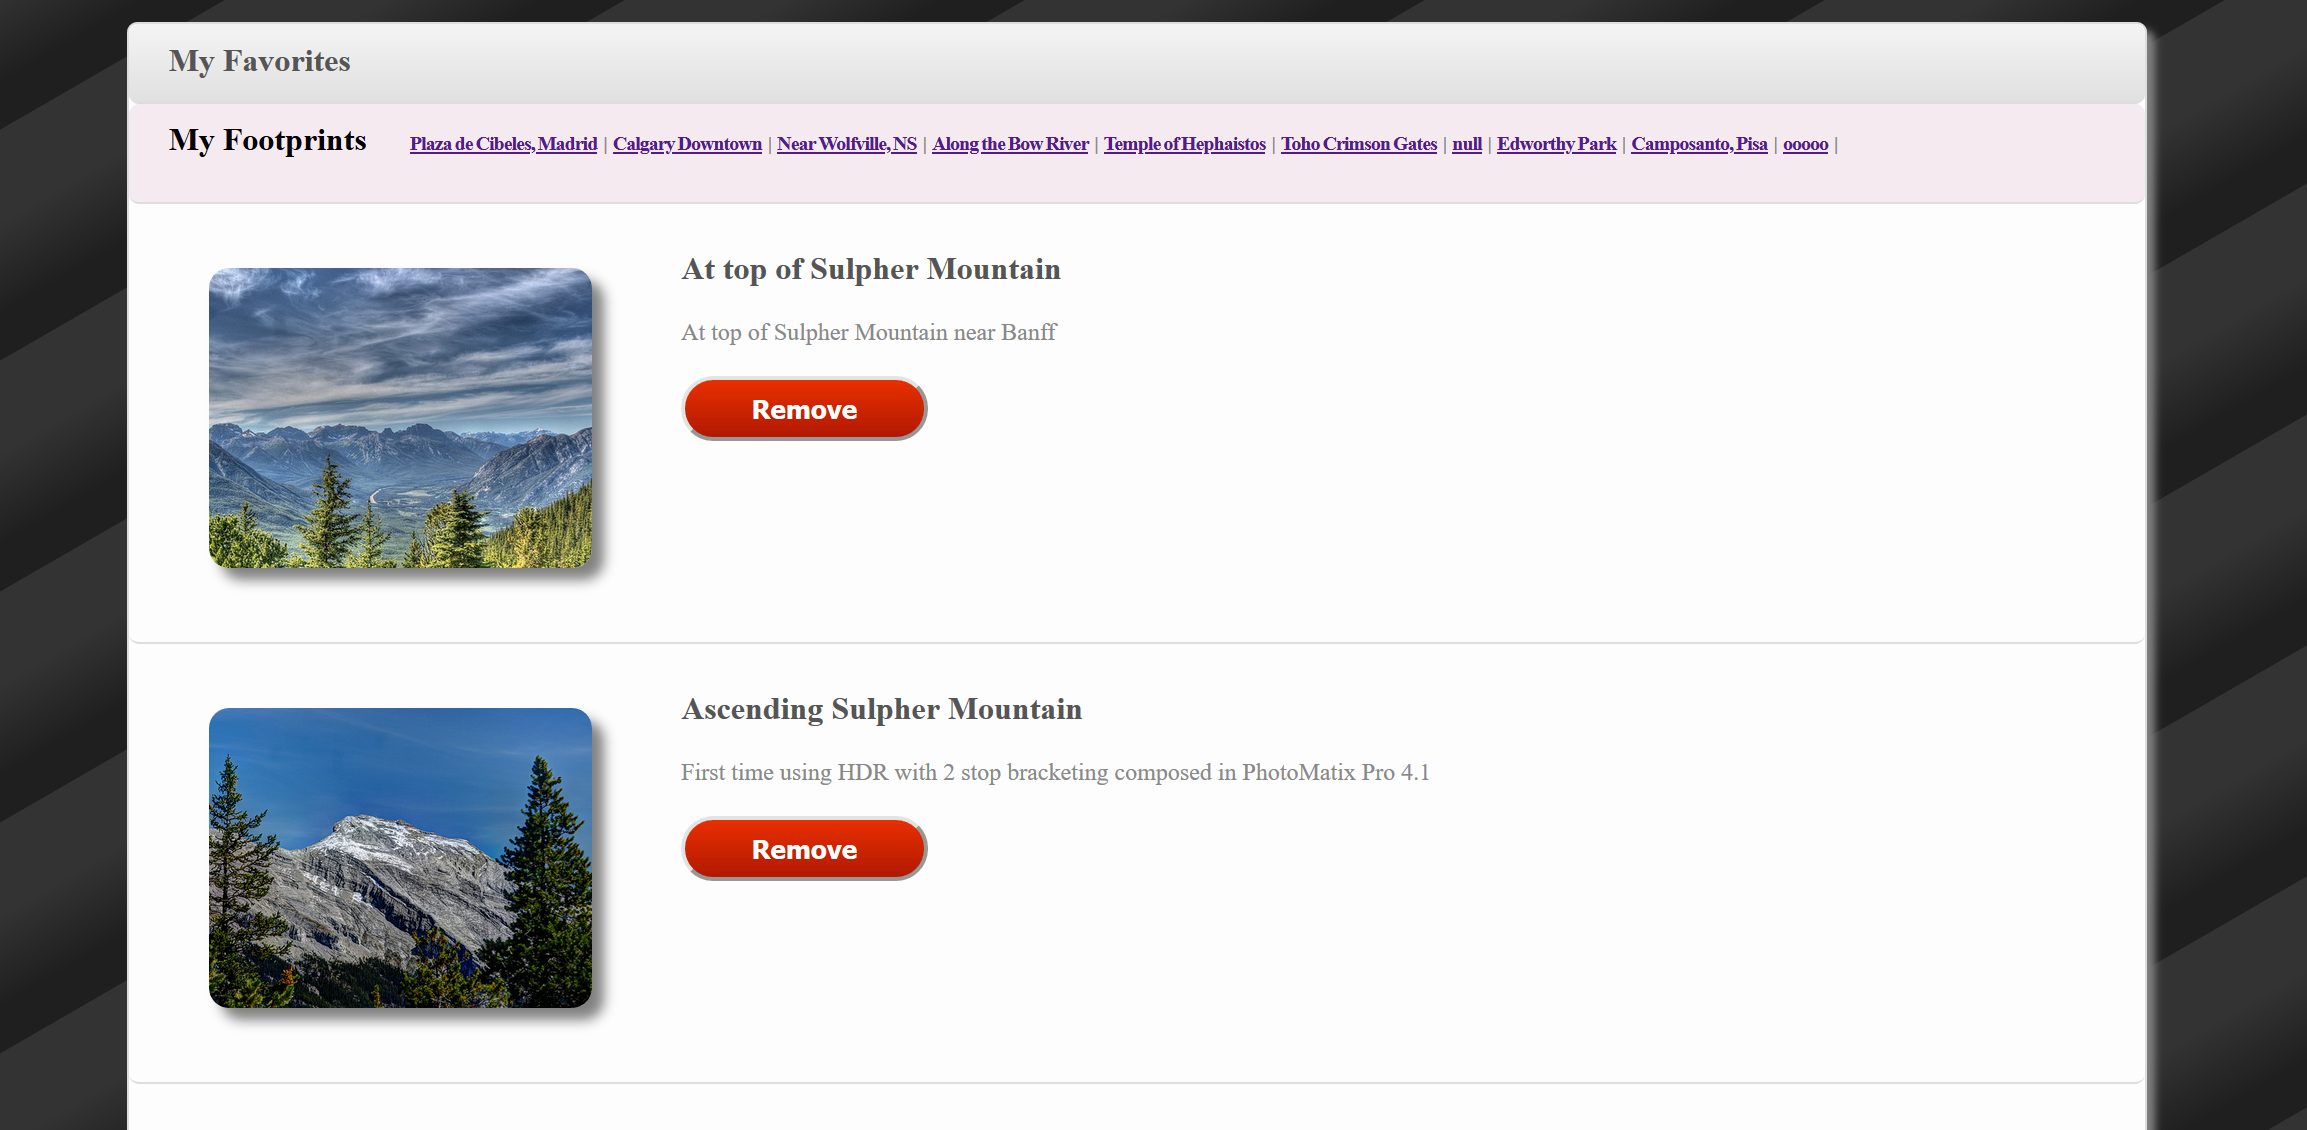 My Favorites
My Footprints Plaza de Cibeles, Madrid | Calgary Downtown | Near Wolfville, NS | Along the Bow River | Temple of Hephaistos | Toho Crimson Gates | null | Edworthy Park | Camposanto, Pisa | ooooo |
At top of Sulpher Mountain
At top of Sulpher Mountain near Banff
Remove
Ascending Sulpher Mountain
First time using HDR with 2 stop bracketing composed in PhotoMatix Pro 4.1
Remove